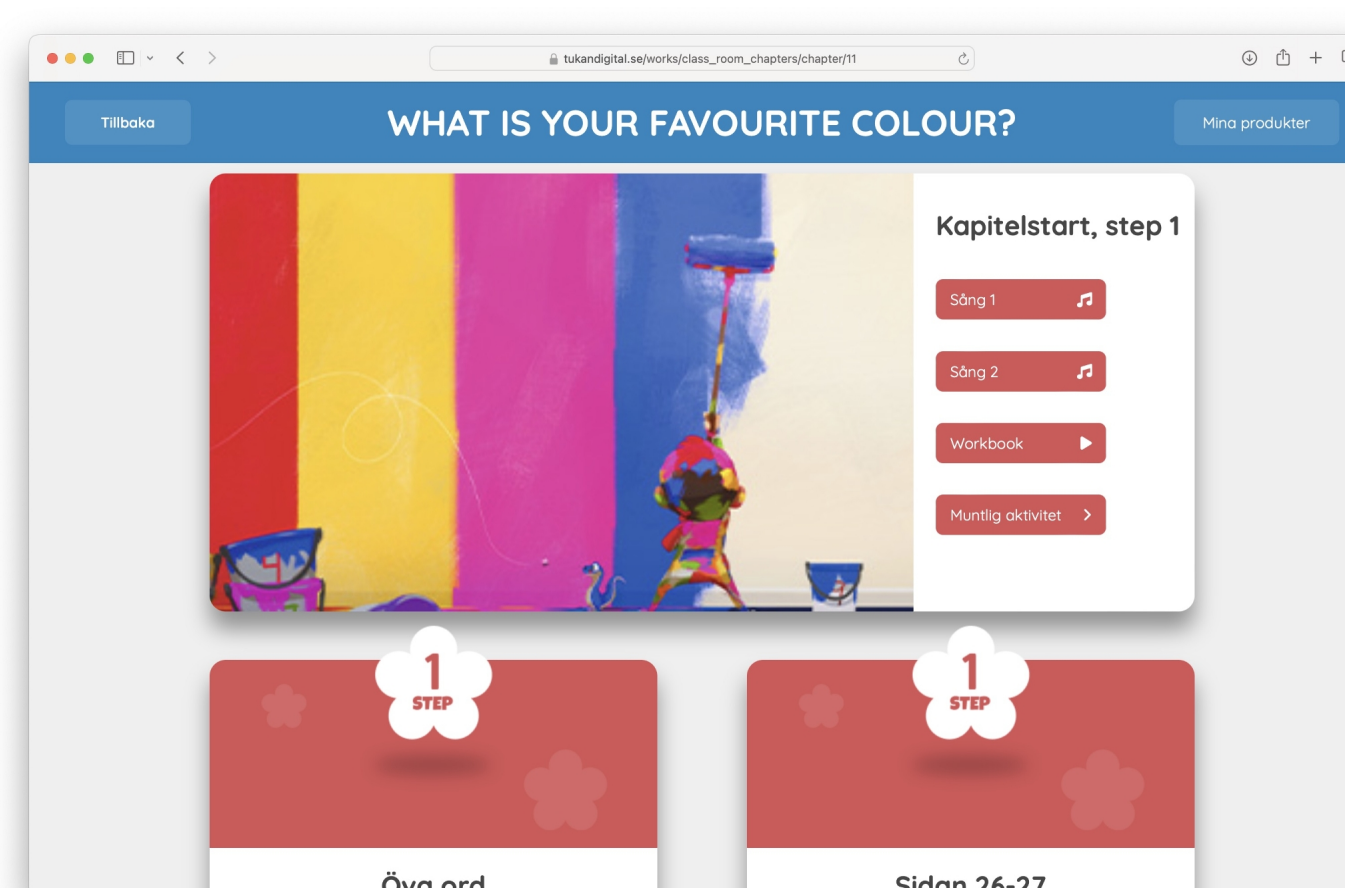 tukandigital.se/works/class_room_chapters/chapter/11
Tillbaka
WHAT IS YOUR FAVOURITE COLOUR?
Mina produkter
Kapitelstart, step 1
Sång 1
Sång 2
Workbook
Muntlig aktivitet
1
STEP
1
STEP
Öva ord
Sidan 26-27